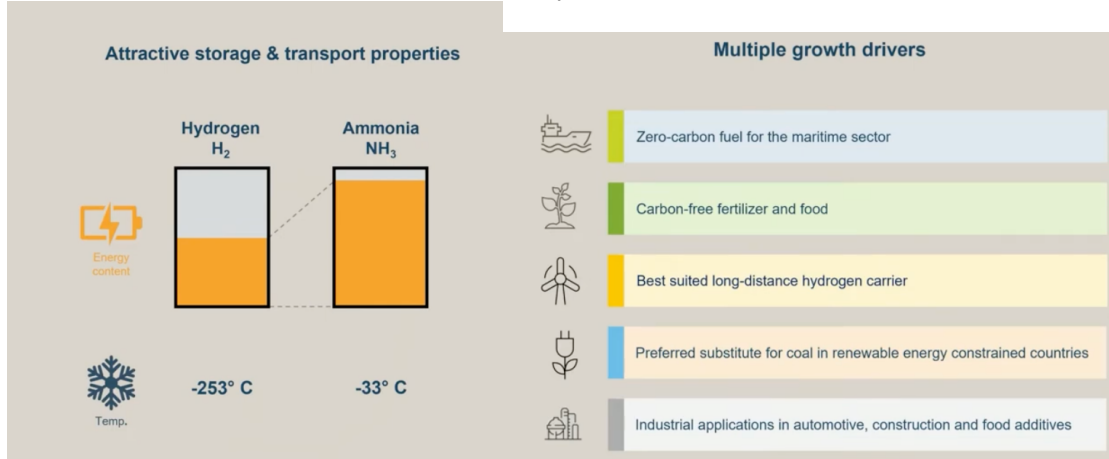 Attractive storage & transport properties
Hydrogen
H₂
Ammonia
NH₃
Energy
content
Temp.
-253° C
-33° C
Multiple growth drivers
Zero-carbon fuel for the maritime sector
Carbon-free fertilizer and food
Best suited long-distance hydrogen carrier
Preferred substitute for coal in renewable energy constrained countries
Industrial applications in automotive, construction and food additives